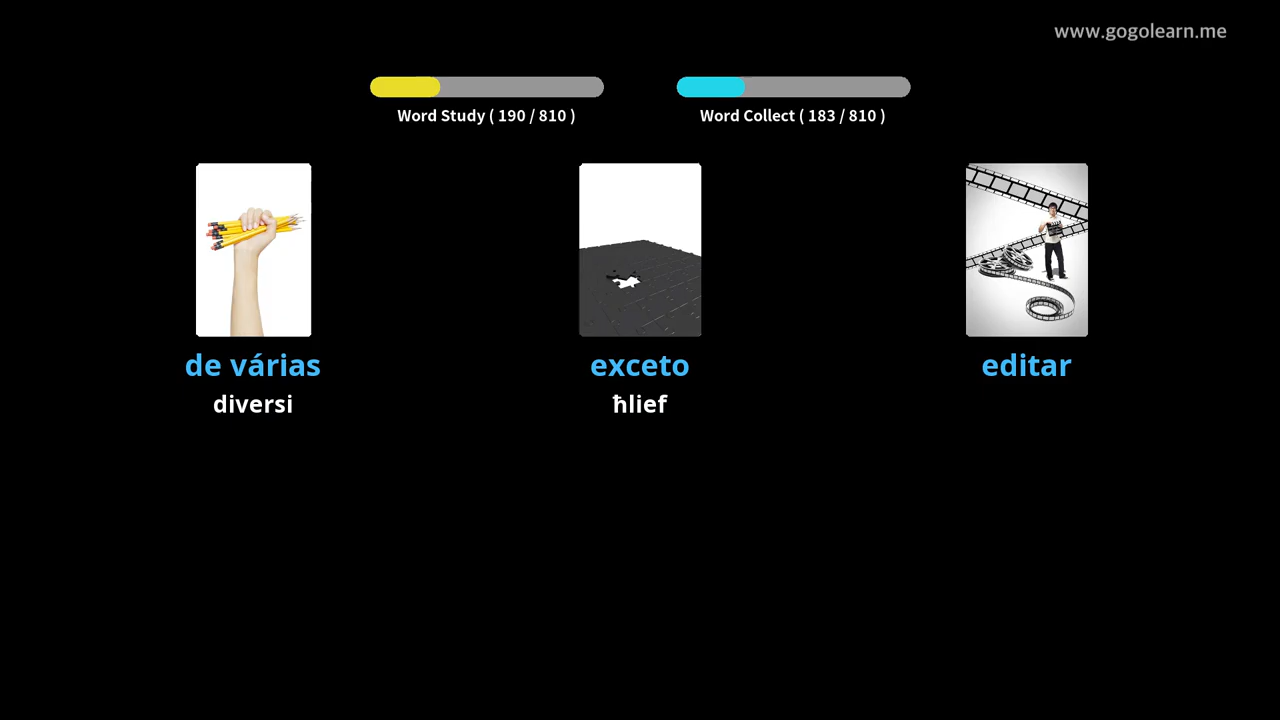 www.gogolearn.me
Word Study ( 190 / 810 )
Word Collect ( 183 / 810 )
de várias
diversi
exceto
ħlief
editar